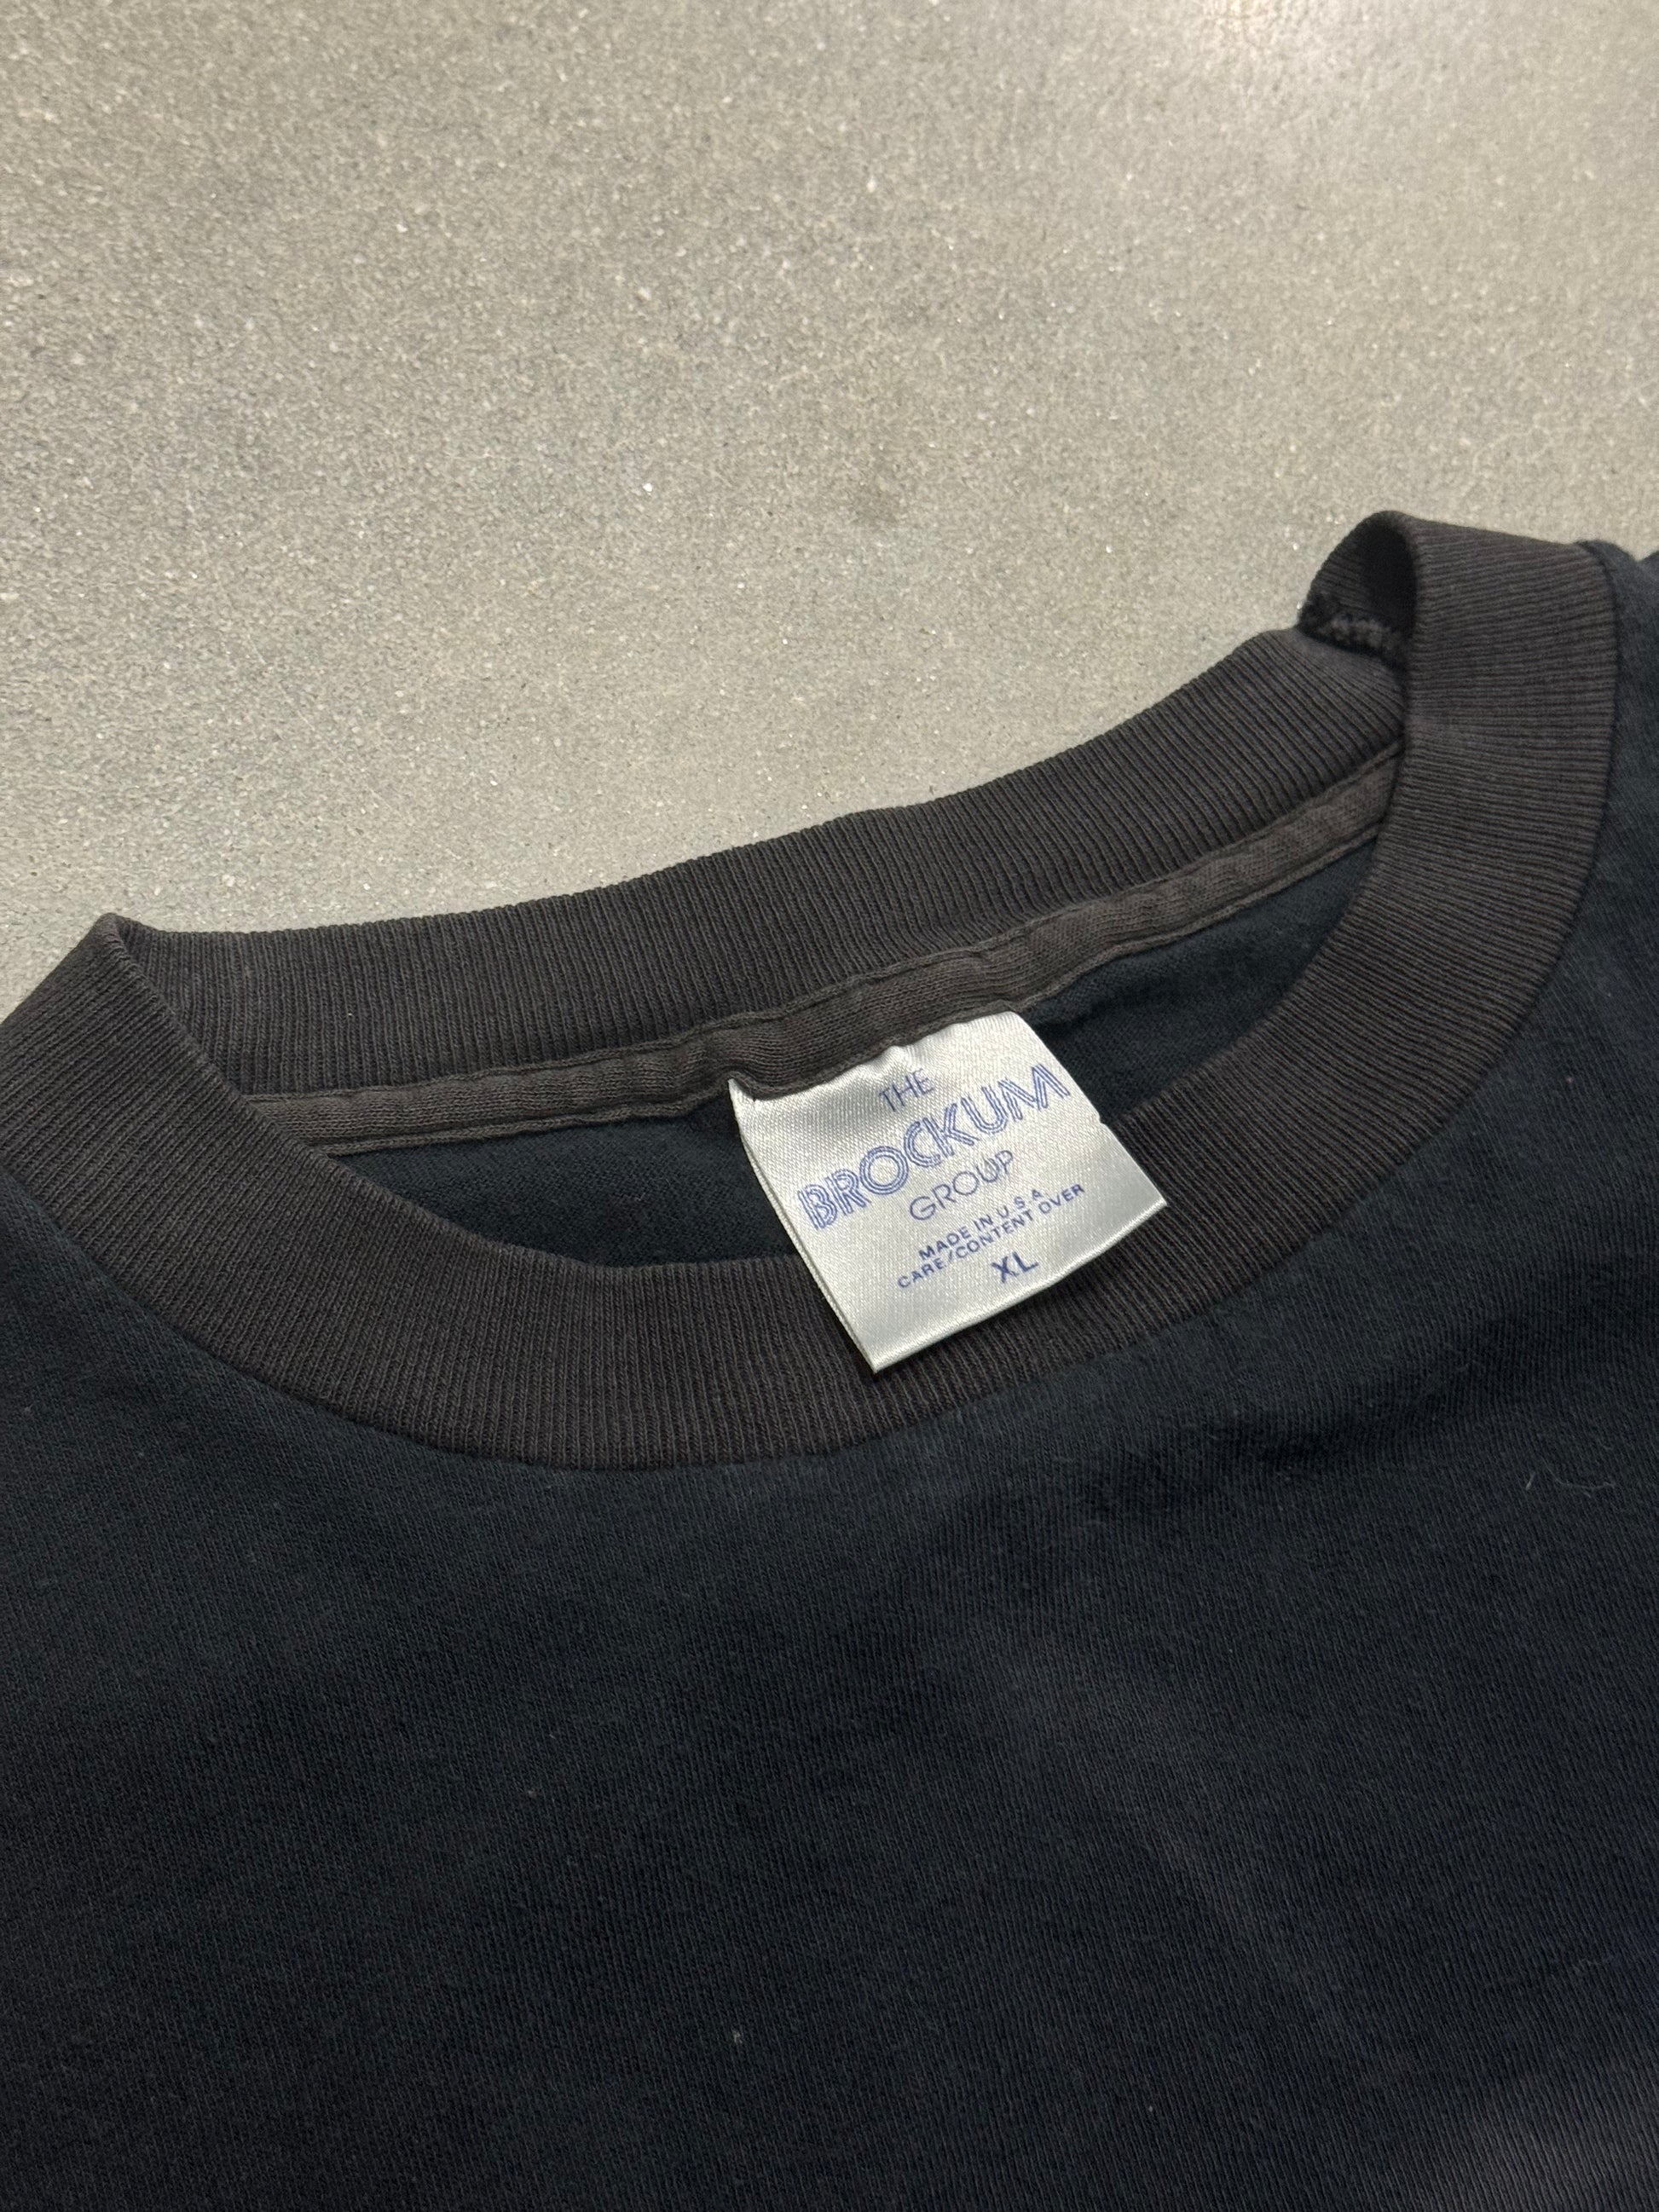 THE
BROCKUM
GROUP
MADE IN U.S.A
CARE/CONTENT OVER
XL